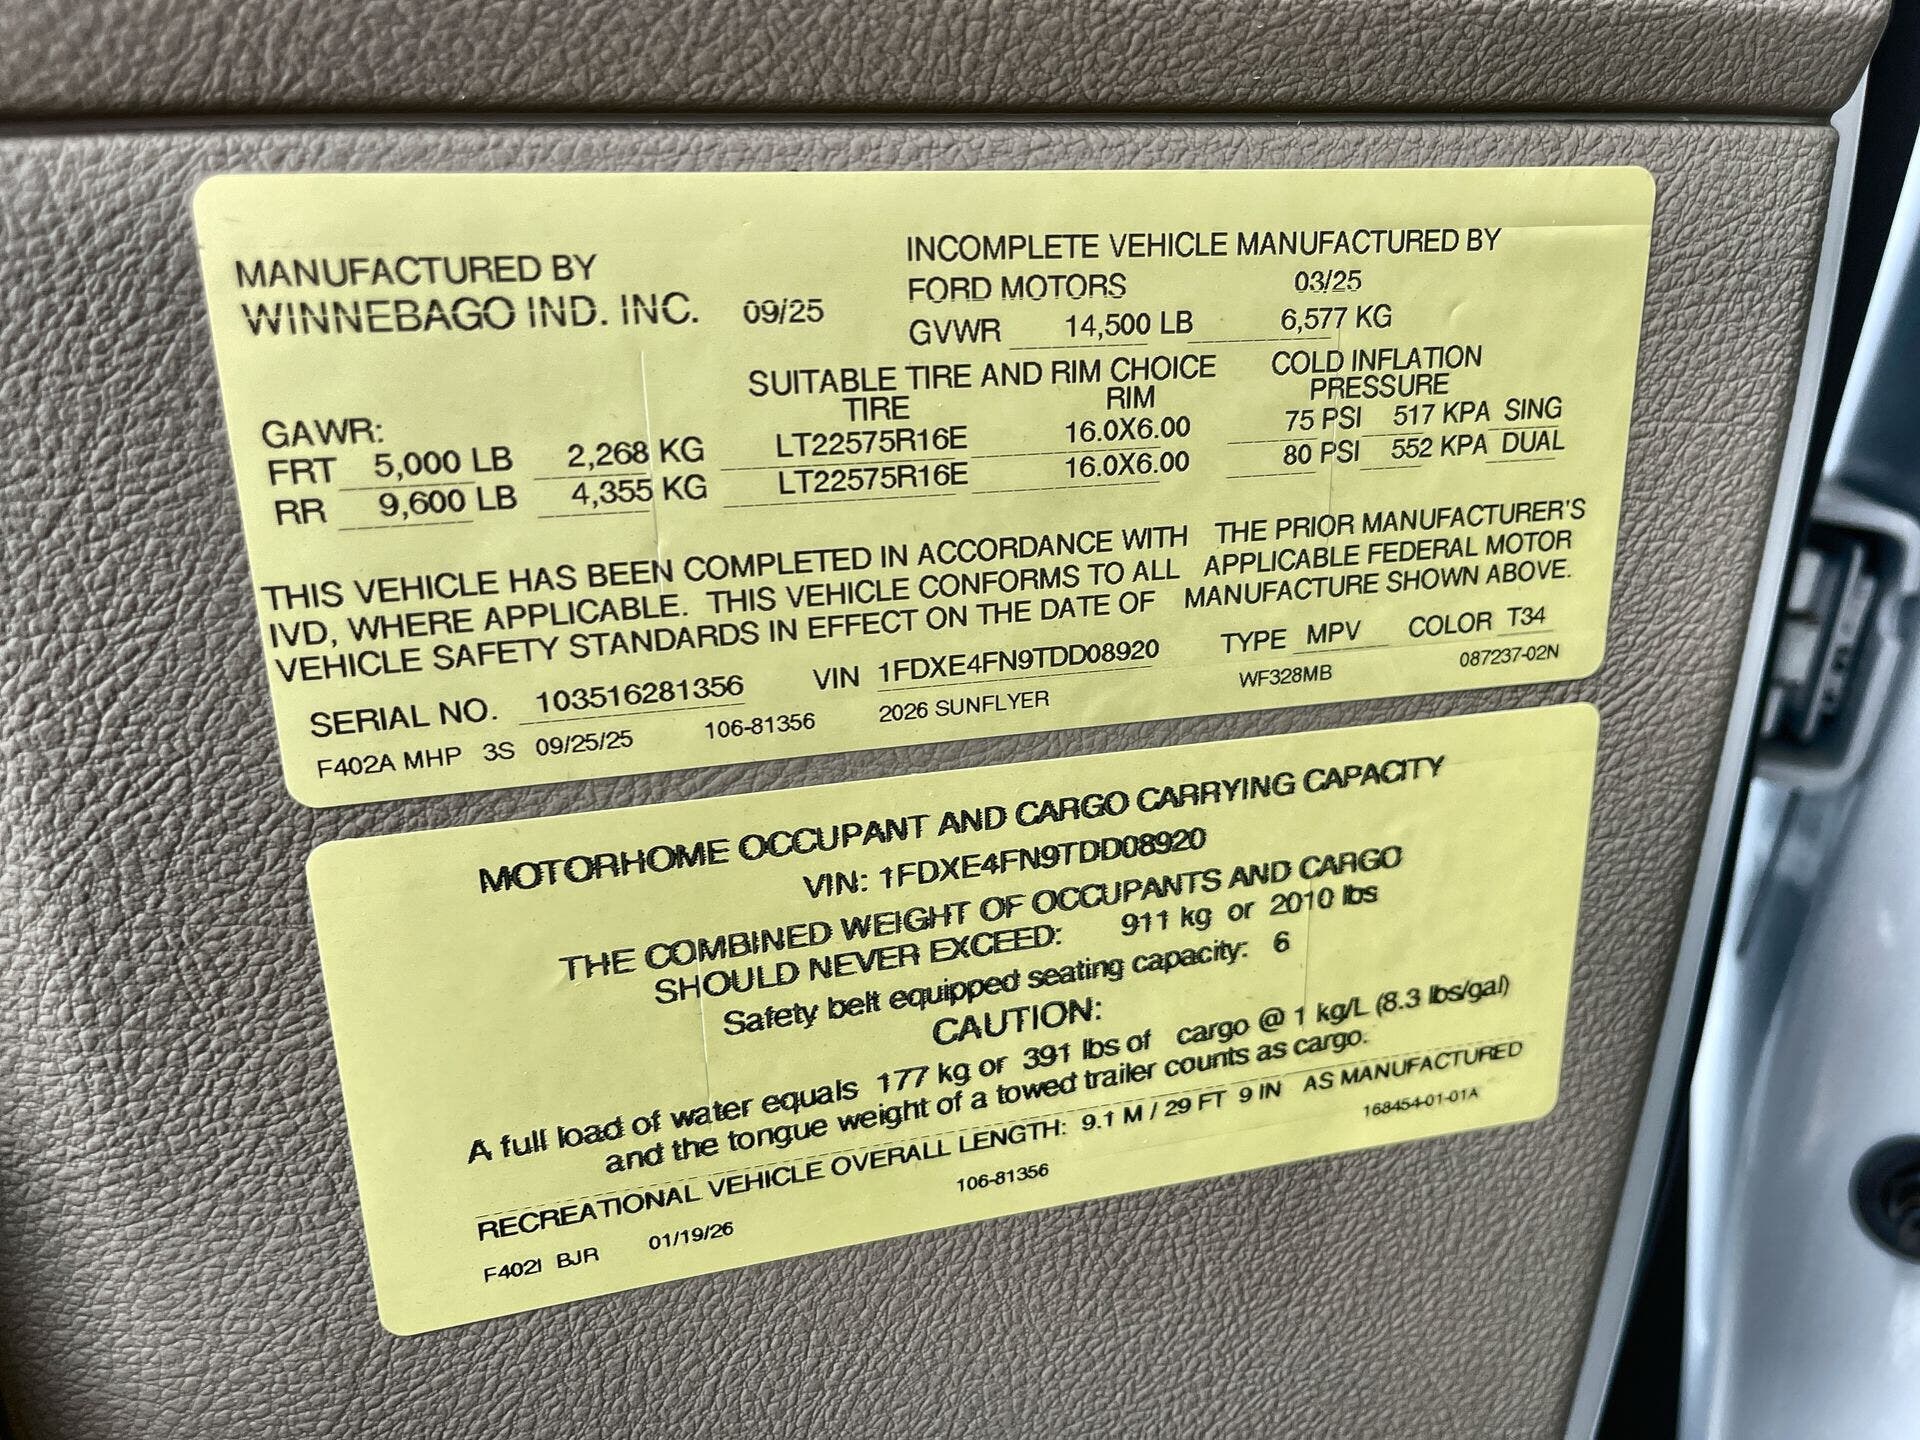 MANUFACTURED BY
WINNEBAGO IND. INC. 09/25
INCOMPLETE VEHICLE MANUFACTURED BY
FORD MOTORS 03/25
GVWR 14,500 LB 6,577 KG
SUITABLE TIRE AND RIM CHOICE COLD INFLATION
TIRE RIM PRESSURE
GAWR:
FRT 5,000 LB 2,268 KG LT22575R16E 16.0X6.00 75 PSI 517 KPA SING
RR 9,600 LB 4,355 KG LT22575R16E 16.0X6.00 80 PSI 552 KPA DUAL
THIS VEHICLE HAS BEEN COMPLETED IN ACCORDANCE WITH THE PRIOR MANUFACTURER'S
IVD, WHERE APPLICABLE. THIS VEHICLE CONFORMS TO ALL APPLICABLE FEDERAL MOTOR
VEHICLE SAFETY STANDARDS IN EFFECT ON THE DATE OF MANUFACTURE SHOWN ABOVE.
SERIAL NO. 103516281356 VIN 1FDXE4FN9TDD08920 TYPE MPV COLOR T34
F402A MHP 3S 09/25/25 106-81356 2026 SUNFLYER WF328MB 087237-02N
MOTORHOME OCCUPANT AND CARGO CARRYING CAPACITY
VIN: 1FDXE4FN9TDD08920
THE COMBINED WEIGHT OF OCCUPANTS AND CARGO
SHOULD NEVER EXCEED: 911 kg or 2010 lbs
Safety belt equipped seating capacity: 6
CAUTION:
A full load of water equals 177 kg or 391 lbs of cargo @ 1 kg/L (8.3 lbs/gal)
and the tongue weight of a towed trailer counts as cargo.
RECREATIONAL VEHICLE OVERALL LENGTH: 9.1 M / 29 FT 9 IN AS MANUFACTURED
F402I BJR 01/19/26 106-81356 168454-01-01A